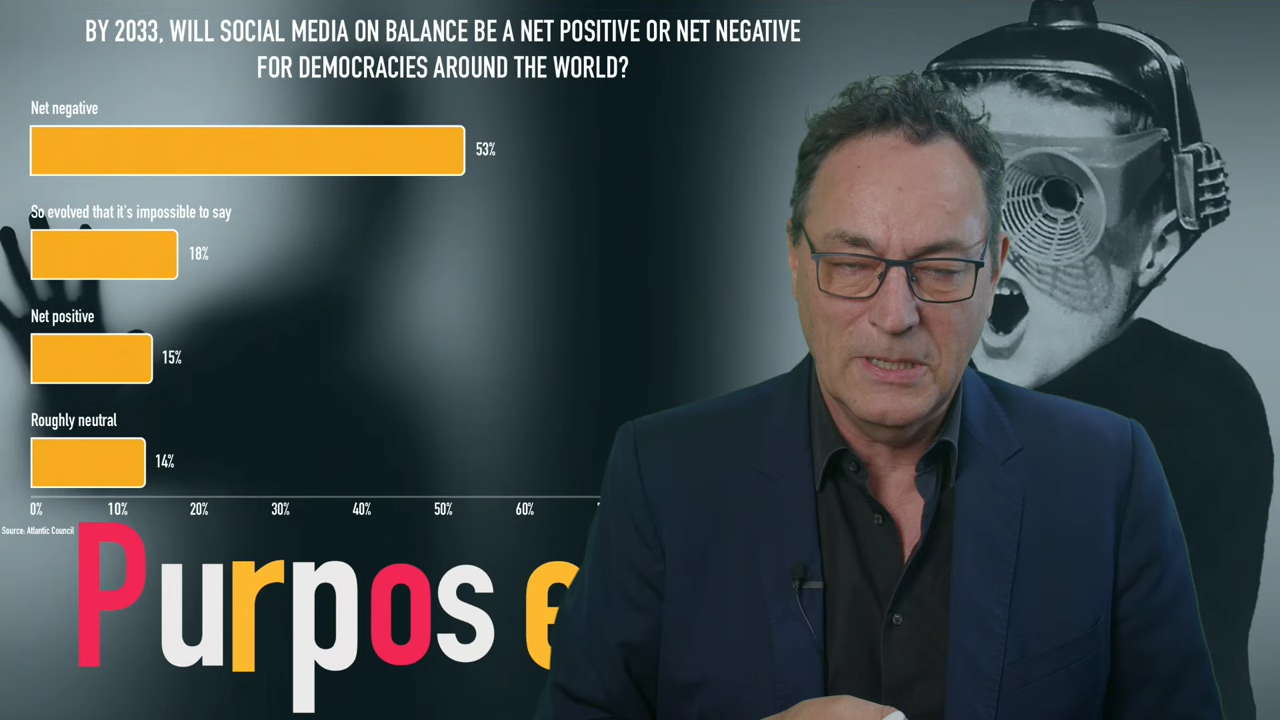 BY 2033, WILL SOCIAL MEDIA ON BALANCE BE A NET POSITIVE OR NET NEGATIVE
FOR DEMOCRACIES AROUND THE WORLD?
Net negative
53%
So evolved that it's impossible to say
18%
Net positive
15%
Roughly neutral
14%
0% 10% 20% 30% 40% 50% 60%
Source: Atlantic Council
Purpose